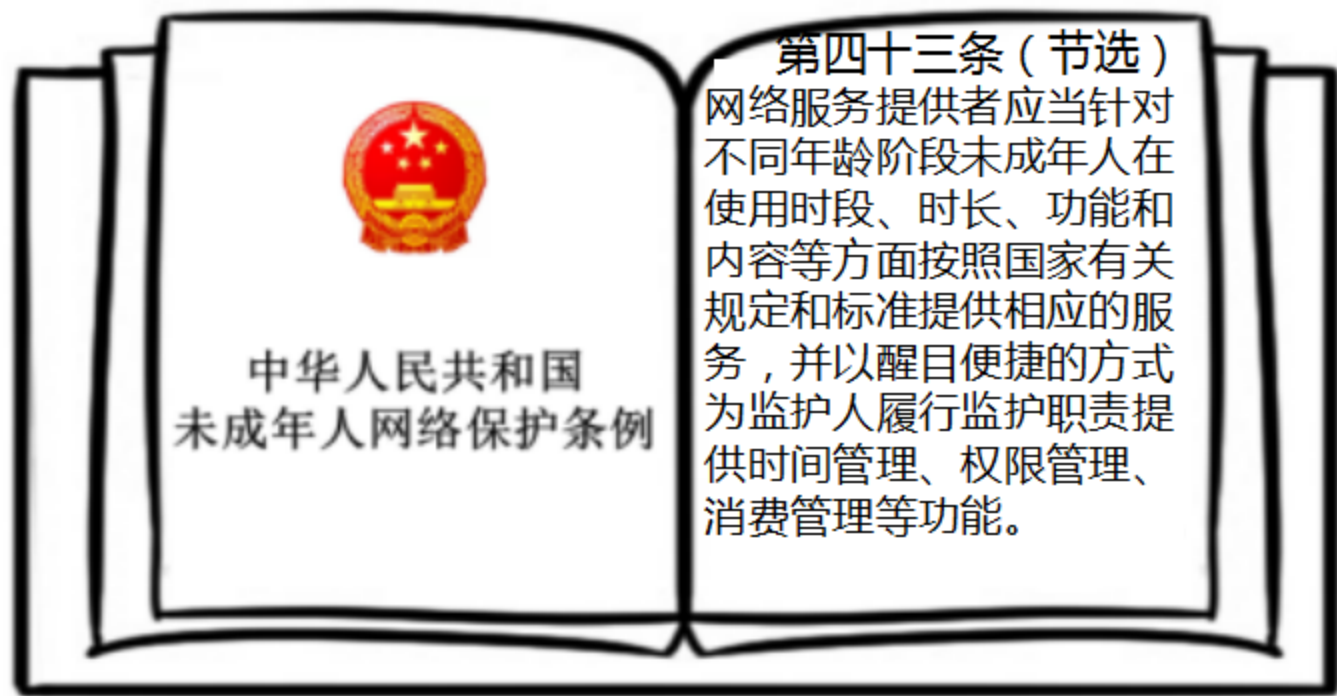 中华人民共和国
未成年人网络保护条例
第四十三条（节选）
网络服务提供者应当针对
不同年龄阶段未成年人在
使用时段、时长、功能和
内容等方面按照国家有关
规定和标准提供相应的服
务，并以醒目便捷的方式
为监护人履行监护职责提
供时间管理、权限管理、
消费管理等功能。